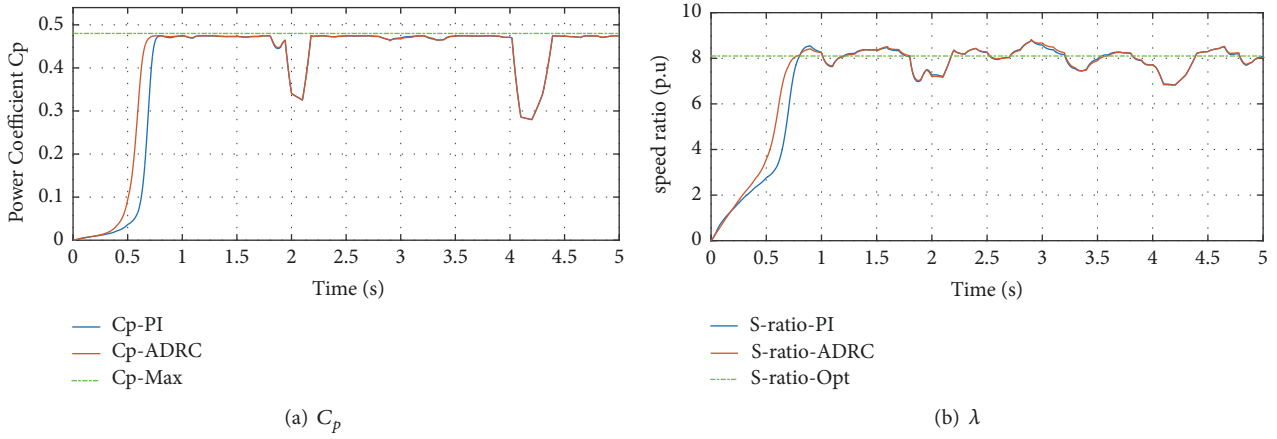 Power Coefficient Cp
0.5
0.4
0.3
0.2
0.1
0
0 0.5 1 1.5 2 2.5 3 3.5 4 4.5 5
Time (s)
Cp-PI
Cp-ADRC
Cp-Max
(a) Cp
speed ratio (p.u)
10
8
6
4
2
0
0 0.5 1 1.5 2 2.5 3 3.5 4 4.5 5
Time (s)
S-ratio-PI
S-ratio-ADRC
S-ratio-Opt
(b) λ